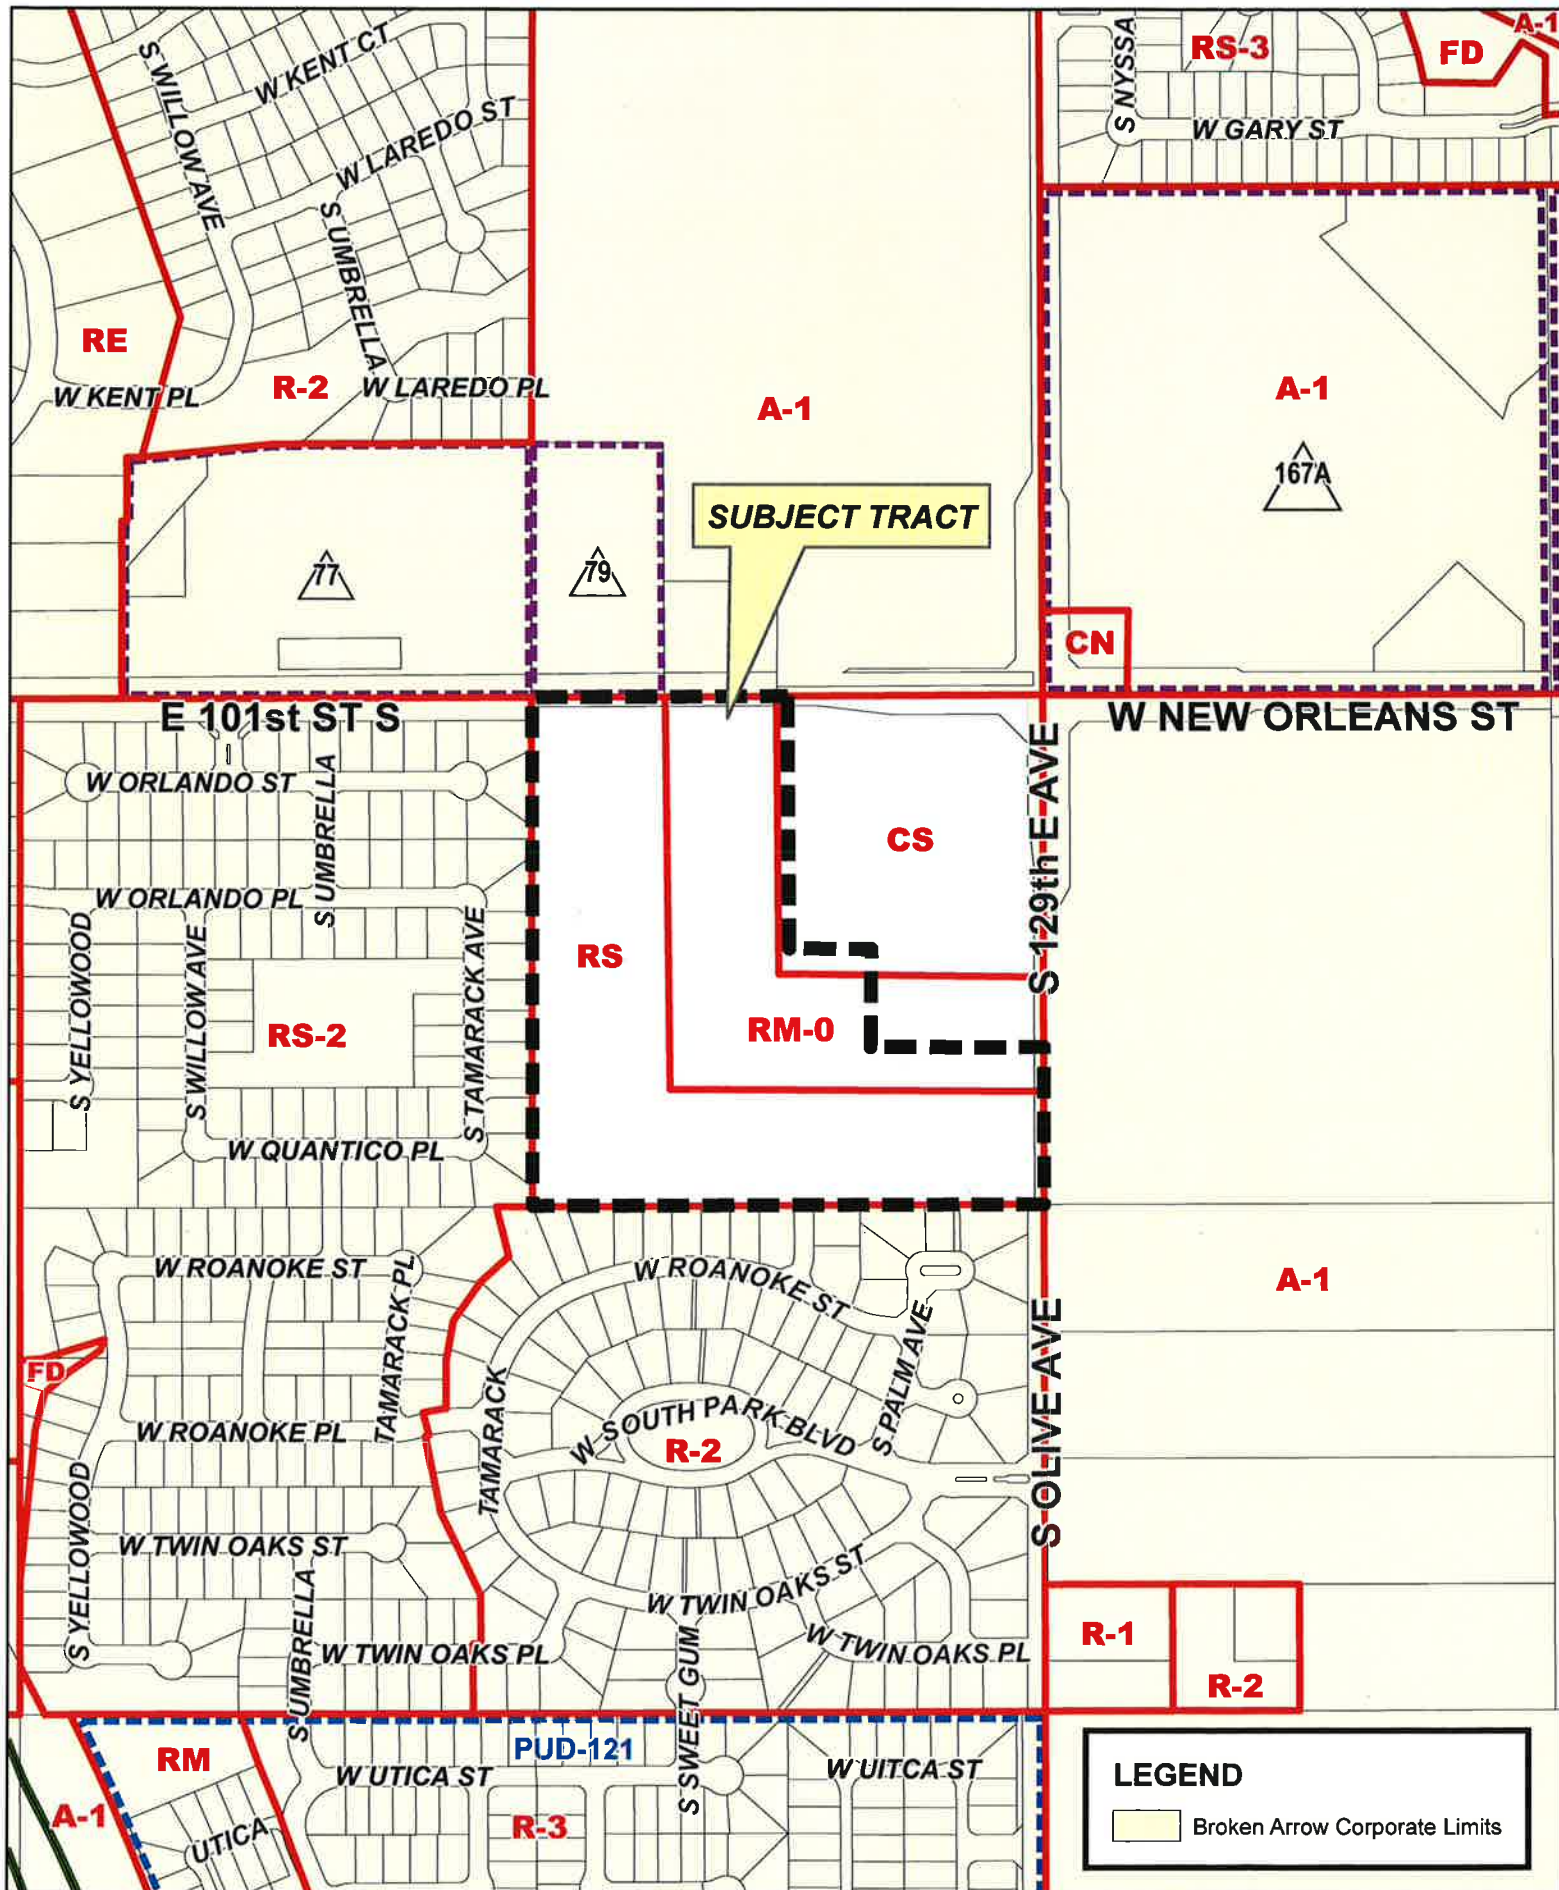 A-1
RS-3
FD
S NYSSA
W GARY ST
W KENT CT
S WILLOW AVE
W LAREDO ST
S UMBRELLA
RE
R-2
W KENT PL
W LAREDO PL
A-1
A-1
167A
SUBJECT TRACT
77
79
CN
E 101st ST S
W NEW ORLEANS ST
W ORLANDO ST
S UMBRELLA
S 129th E AVE
CS
W ORLANDO PL
S YELLOWOOD
S WILLOW AVE
S TAMARACK AVE
RS
RS-2
RM-0
W QUANTICO PL
W ROANOKE ST
TAMARACK PL
W ROANOKE ST
A-1
FD
S PALM AVE
S OLIVE AVE
TAMARACK
W SOUTH PARK BLVD
R-2
W ROANOKE PL
S YELLOWOOD
W TWIN OAKS ST
W TWIN OAKS ST
S UMBRELLA
W TWIN OAKS PL
S SWEET GUM
W TWIN OAKS PL
R-1
R-2
RM
PUD-121
W UTICA ST
W UITCA ST
A-1
UTICA
R-3
LEGEND
Broken Arrow Corporate Limits